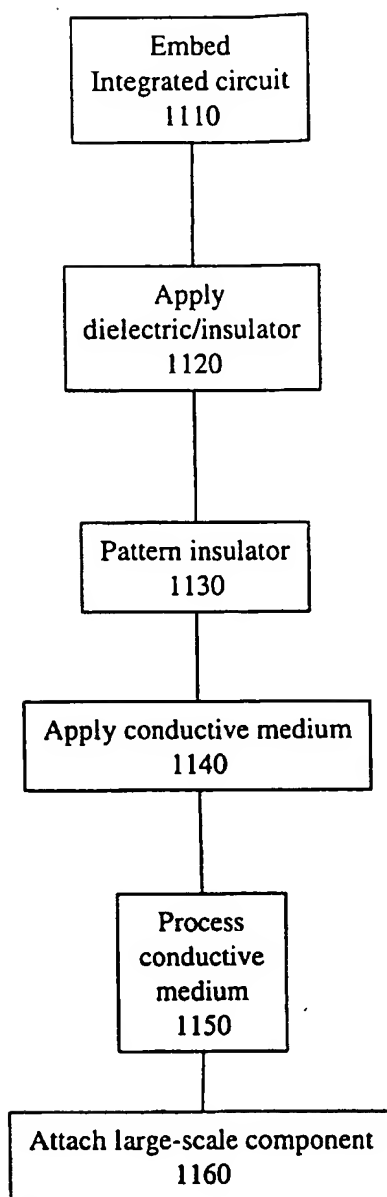 Embed
Integrated circuit
1110
Apply
dielectric/insulator
1120
Pattern insulator
1130
Apply conductive medium
1140
Process
conductive
medium
1150
Attach large-scale component
1160